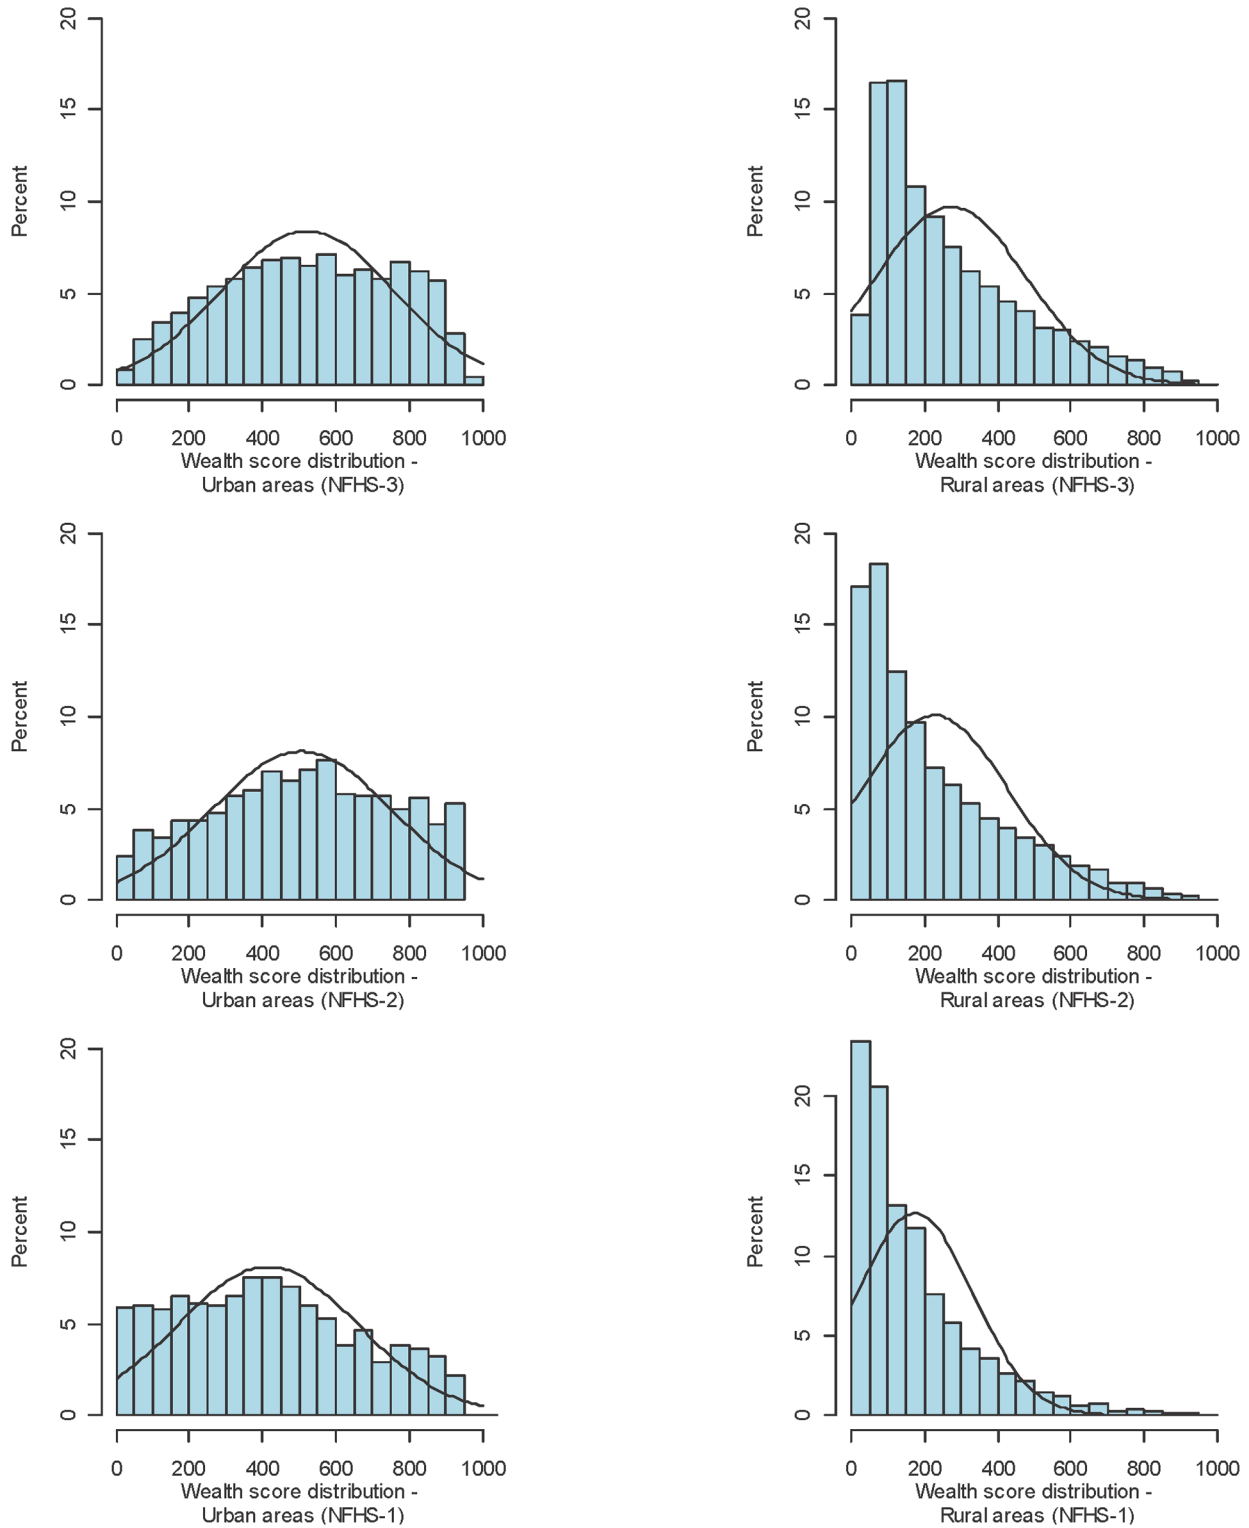 20
15
10
5
0
Percent
0 200 400 600 800 1000
Wealth score distribution -
Urban areas (NFHS-3)
20
15
10
5
0
Percent
0 200 400 600 800 1000
Wealth score distribution -
Rural areas (NFHS-3)
20
15
10
5
0
Percent
0 200 400 600 800 1000
Wealth score distribution -
Urban areas (NFHS-2)
20
15
10
5
0
Percent
0 200 400 600 800 1000
Wealth score distribution -
Rural areas (NFHS-2)
20
15
10
5
0
Percent
0 200 400 600 800 1000
Wealth score distribution -
Urban areas (NFHS-1)
20
15
10
5
0
Percent
0 200 400 600 800 1000
Wealth score distribution -
Rural areas (NFHS-1)